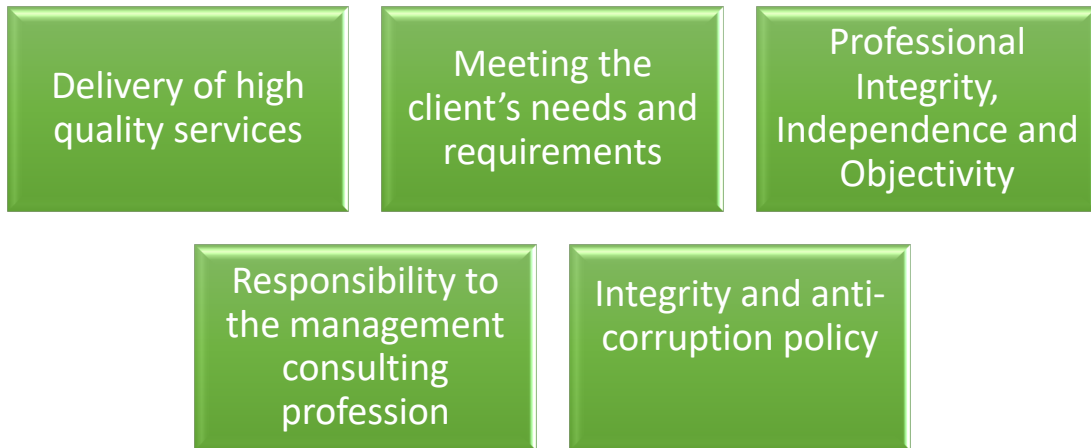 Delivery of high
quality services
Meeting the
client’s needs and
requirements
Professional
Integrity,
Independence and
Objectivity
Responsibility to
the management
consulting
profession
Integrity and anti-
corruption policy